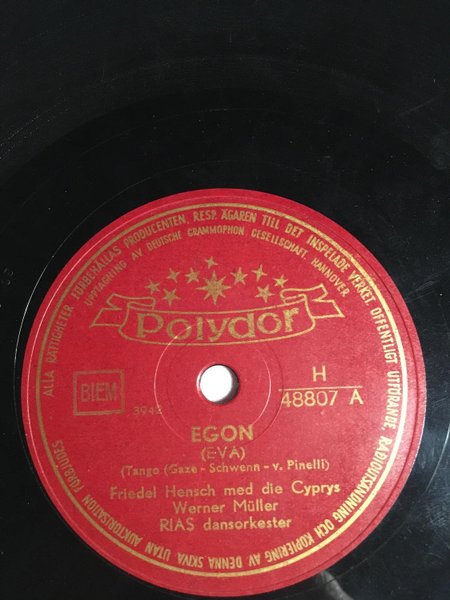 ALLA RÄTTIGHETER FÖRBEHÅLLAS PRODUCENTEN, RESP. ÄGAREN TILL DET INSPELADE VERKET. OFFENTLIGT UTFÖRANDE, RADIOUTSÄNDNING OCH KOPIERING AV DENNA SKIVA UTAN AUKTORISATION FÖRBJUDES
UPPTAGNING AV DEUTSCHE GRAMMOPHON GESELLSCHAFT, HANNOVER
Polydor
BIEM
3942
H
48807 A
EGON
(EVA)
(Tango (Gaze - Schwenn - v. Pinelli)
Friedel Hensch med die Cyprys
Werner Müller
RIAS dansorkester